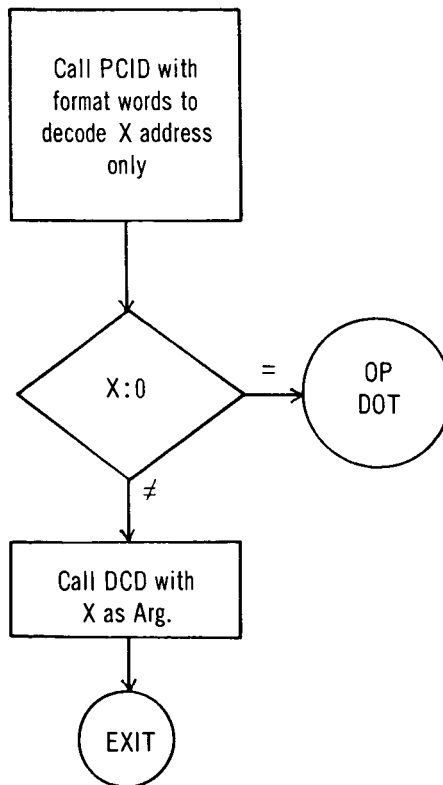 Call PCID with
format words to
decode X address
only
X:0
=
OP
DOT
≠
Call DCD with
X as Arg.
EXIT